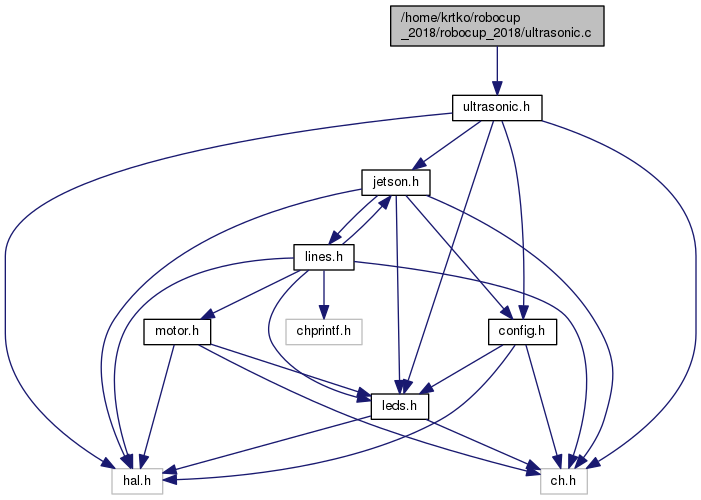 /home/krtko/robocup
_2018/robocup_2018/ultrasonic.c
ultrasonic.h
jetson.h
lines.h
motor.h
chprintf.h
config.h
leds.h
hal.h
ch.h